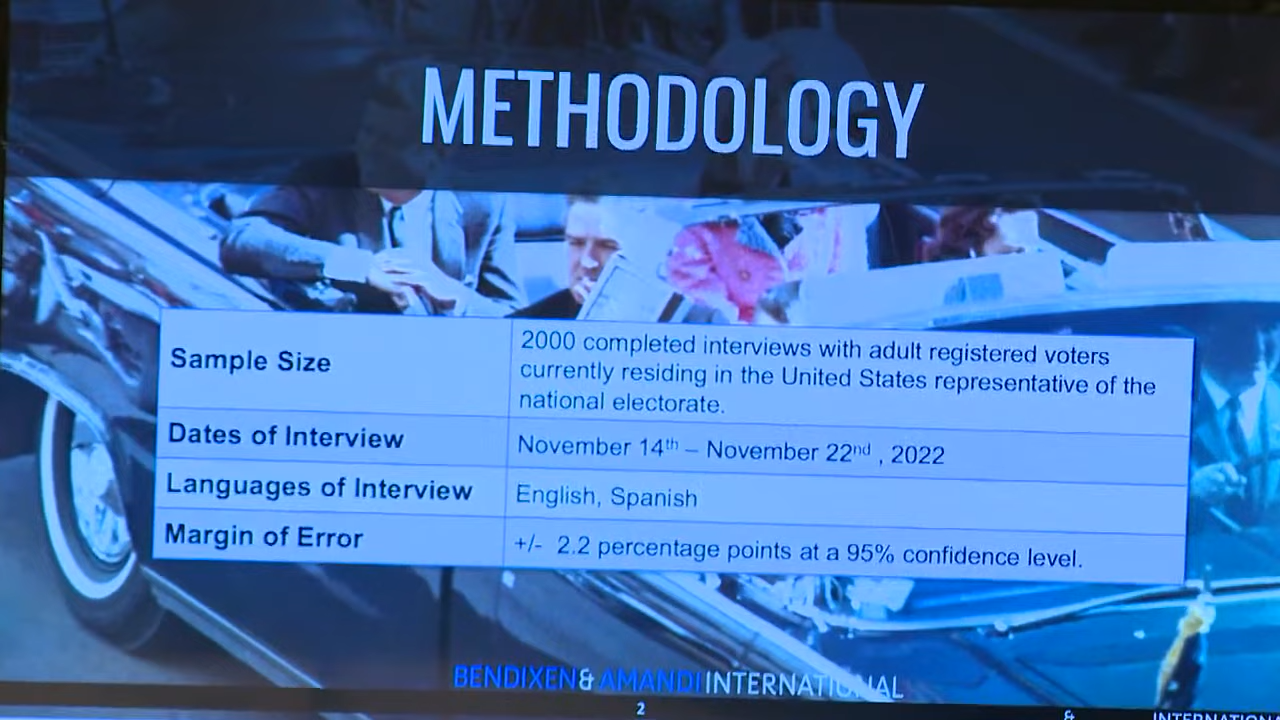 METHODOLOGY
Sample Size
2000 completed interviews with adult registered voters
currently residing in the United States representative of the
national electorate.
Dates of Interview
November 14th – November 22nd , 2022
Languages of Interview
English, Spanish
Margin of Error
+/- 2.2 percentage points at a 95% confidence level.
BENDIXEN & AMANDI INTERNATIONAL
2
& INTERNATIONAL